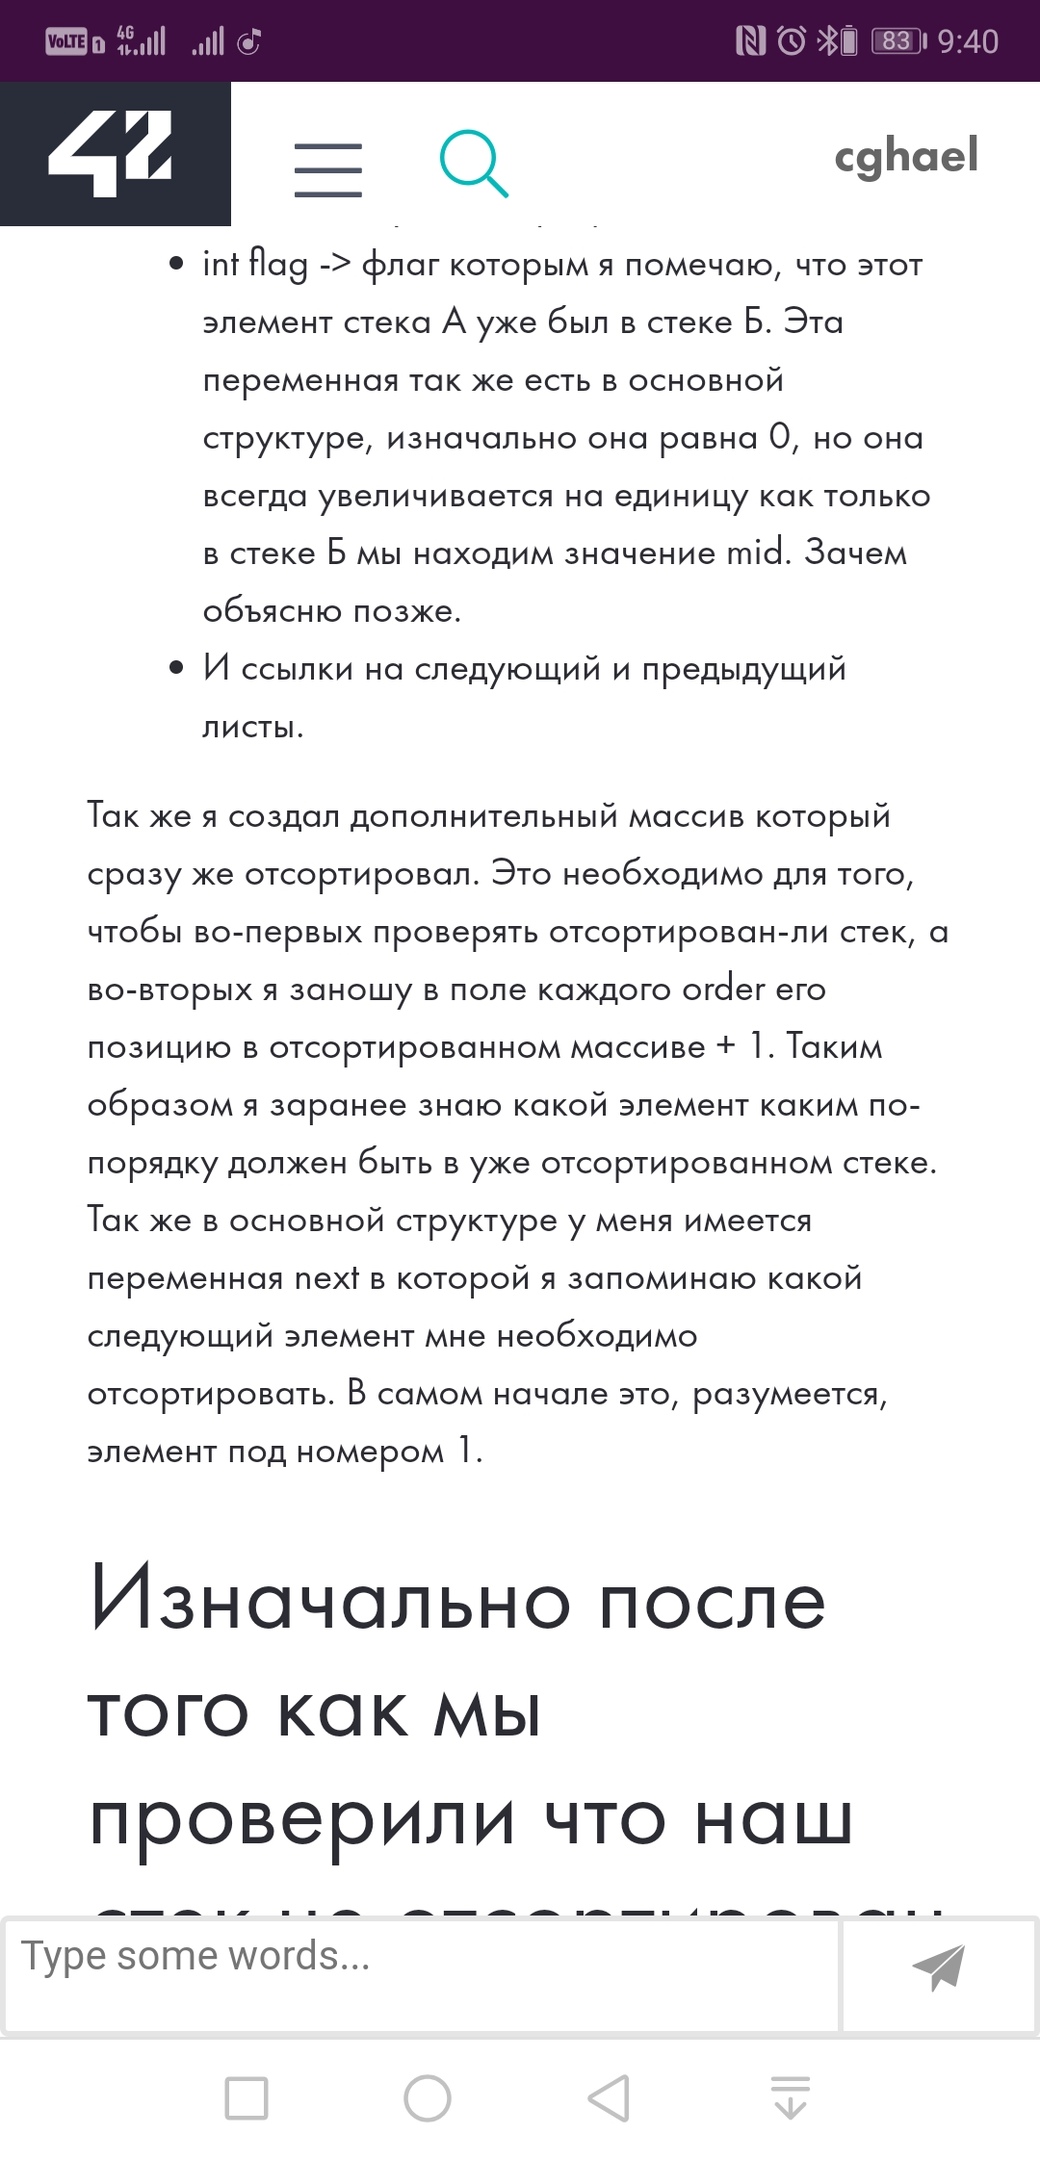 VoLTE 1 4G 83 9:40
42 cghael
int flag -> флаг которым я помечаю, что этот
элемент стека А уже был в стеке Б. Эта
переменная так же есть в основной
структуре, изначально она равна 0, но она
всегда увеличивается на единицу как только
в стеке Б мы находим значение mid. Зачем
объясню позже.
И ссылки на следующий и предыдущий
листы.
Так же я создал дополнительный массив который
сразу же отсортировал. Это необходимо для того,
чтобы во-первых проверять отсортирован-ли стек, а
во-вторых я заношу в поле каждого order его
позицию в отсортированном массиве + 1. Таким
образом я заранее знаю какой элемент каким по-
порядку должен быть в уже отсортированном стеке.
Так же в основной структуре у меня имеется
переменная next в которой я запоминаю какой
следующий элемент мне необходимо
отсортировать. В самом начале это, разумеется,
элемент под номером 1.
Изначально после
того как мы
проверили что наш
стек не отсортирован
Type some words...